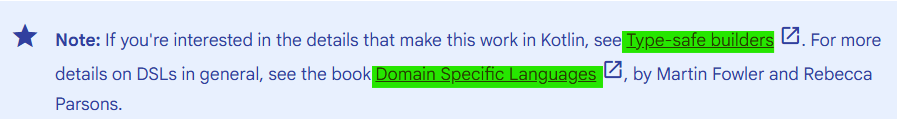 Note: If you're interested in the details that make this work in Kotlin, see Type-safe builders. For more
details on DSLs in general, see the book Domain Specific Languages, by Martin Fowler and Rebecca
Parsons.